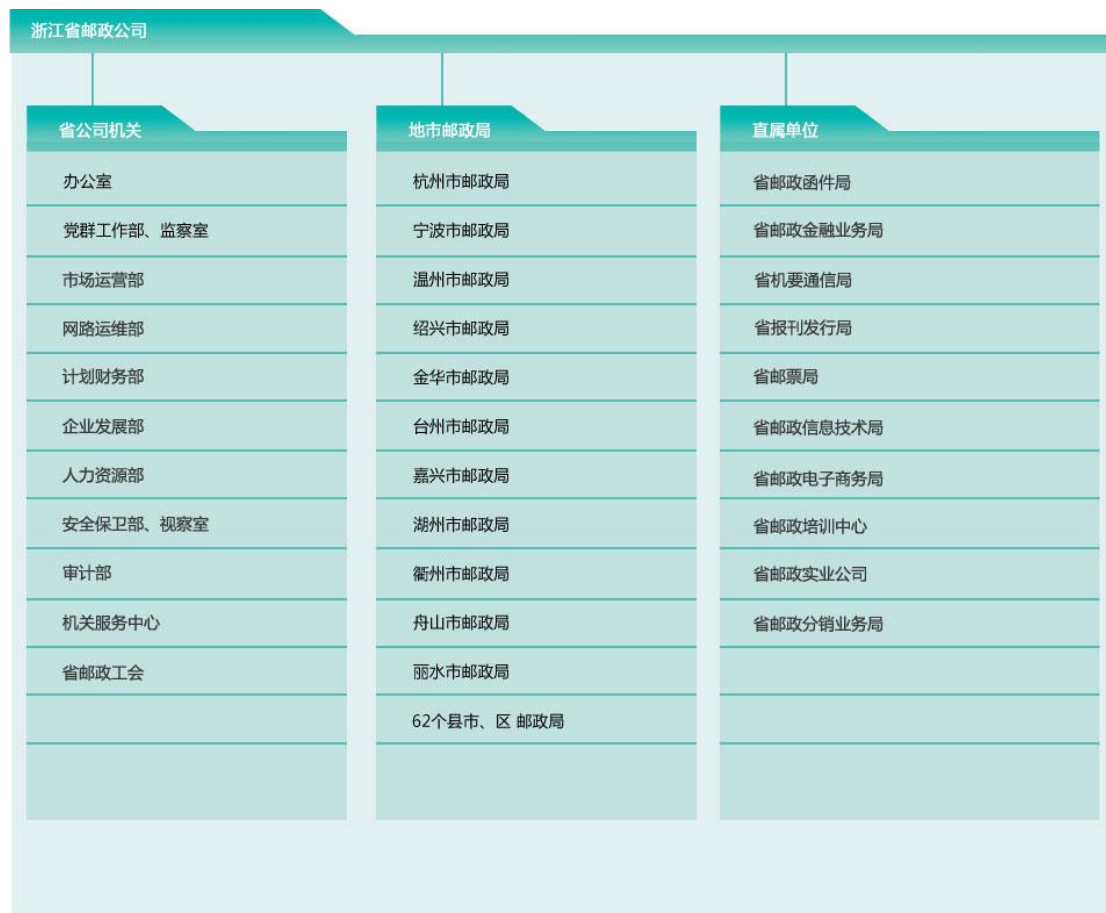 浙江省邮政公司
省公司机关
办公室
党群工作部、监察室
市场运营部
网路运维部
计划财务部
企业发展部
人力资源部
安全保卫部、视察室
审计部
机关服务中心
省邮政工会
地市邮政局
杭州市邮政局
宁波市邮政局
温州市邮政局
绍兴市邮政局
金华市邮政局
台州市邮政局
嘉兴市邮政局
湖州市邮政局
衢州市邮政局
舟山市邮政局
丽水市邮政局
62个县市、区 邮政局
直属单位
省邮政函件局
省邮政金融业务局
省机要通信局
省报刊发行局
省邮票局
省邮政信息技术局
省邮政电子商务局
省邮政培训中心
省邮政实业公司
省邮政分销业务局